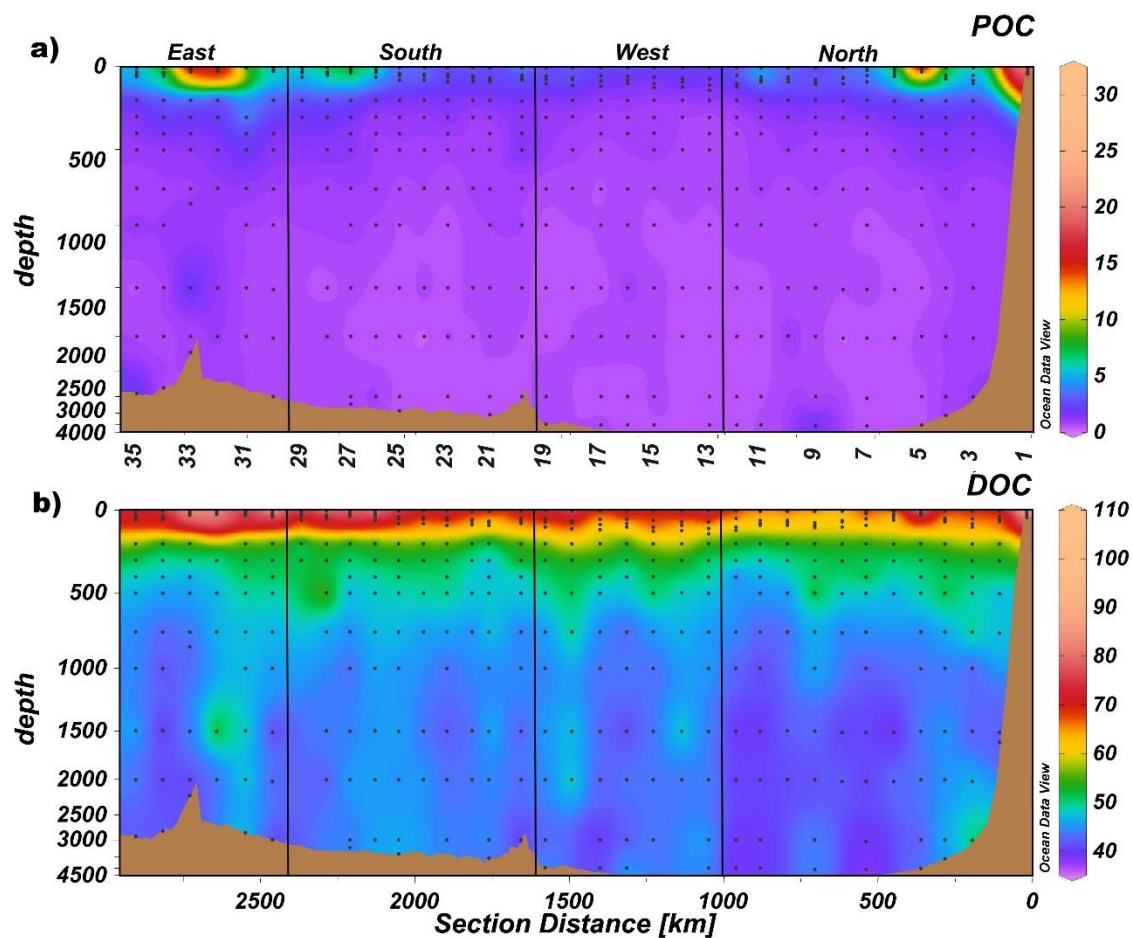 a)
POC
East South West North
0
500
1000
1500
2000
2500
3000
4000
depth
30
25
20
15
10
5
0
Ocean Data View
35 33 31 29 27 25 23 21 19 17 13 11 9 7 5 3 1
b)
DOC
0
500
1000
1500
2000
2500
3000
4500
depth
110
100
90
80
70
60
50
40
Ocean Data View
2500 2000 1500 1000 500 0
Section Distance [km]